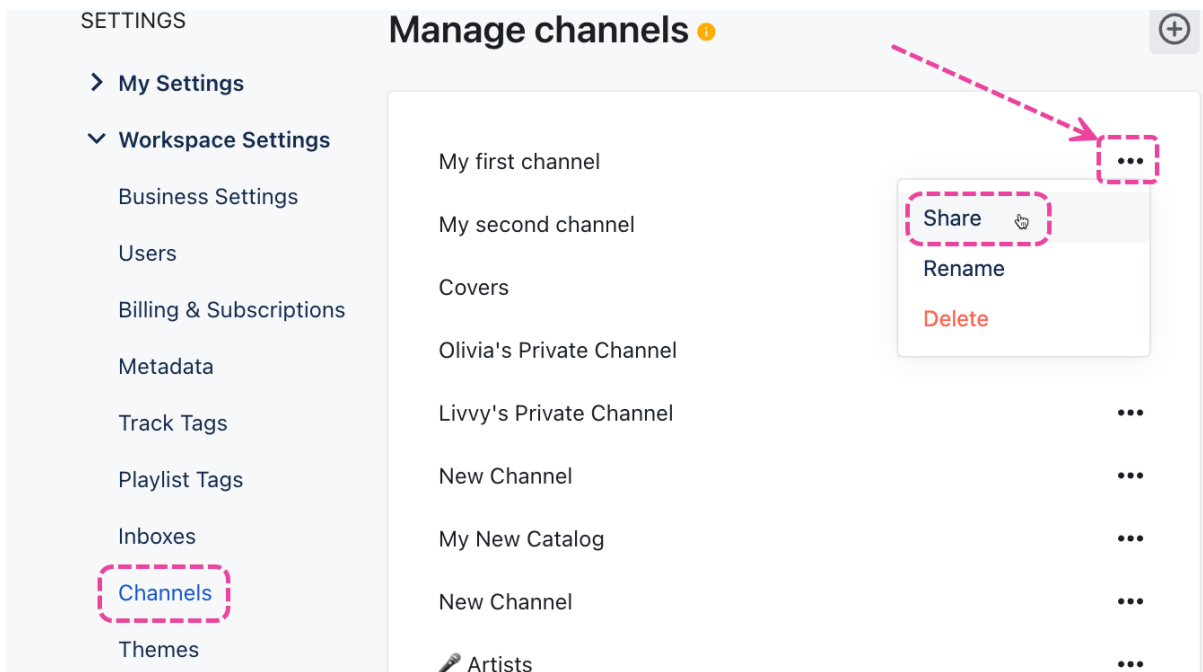 SETTINGS
My Settings
Workspace Settings
Business Settings
Users
Billing & Subscriptions
Metadata
Track Tags
Playlist Tags
Inboxes
Channels
Themes
Manage channels
My first channel
My second channel
Covers
Olivia's Private Channel
Livvy's Private Channel
New Channel
My New Catalog
New Channel
🎤 Artists
Share
Rename
Delete